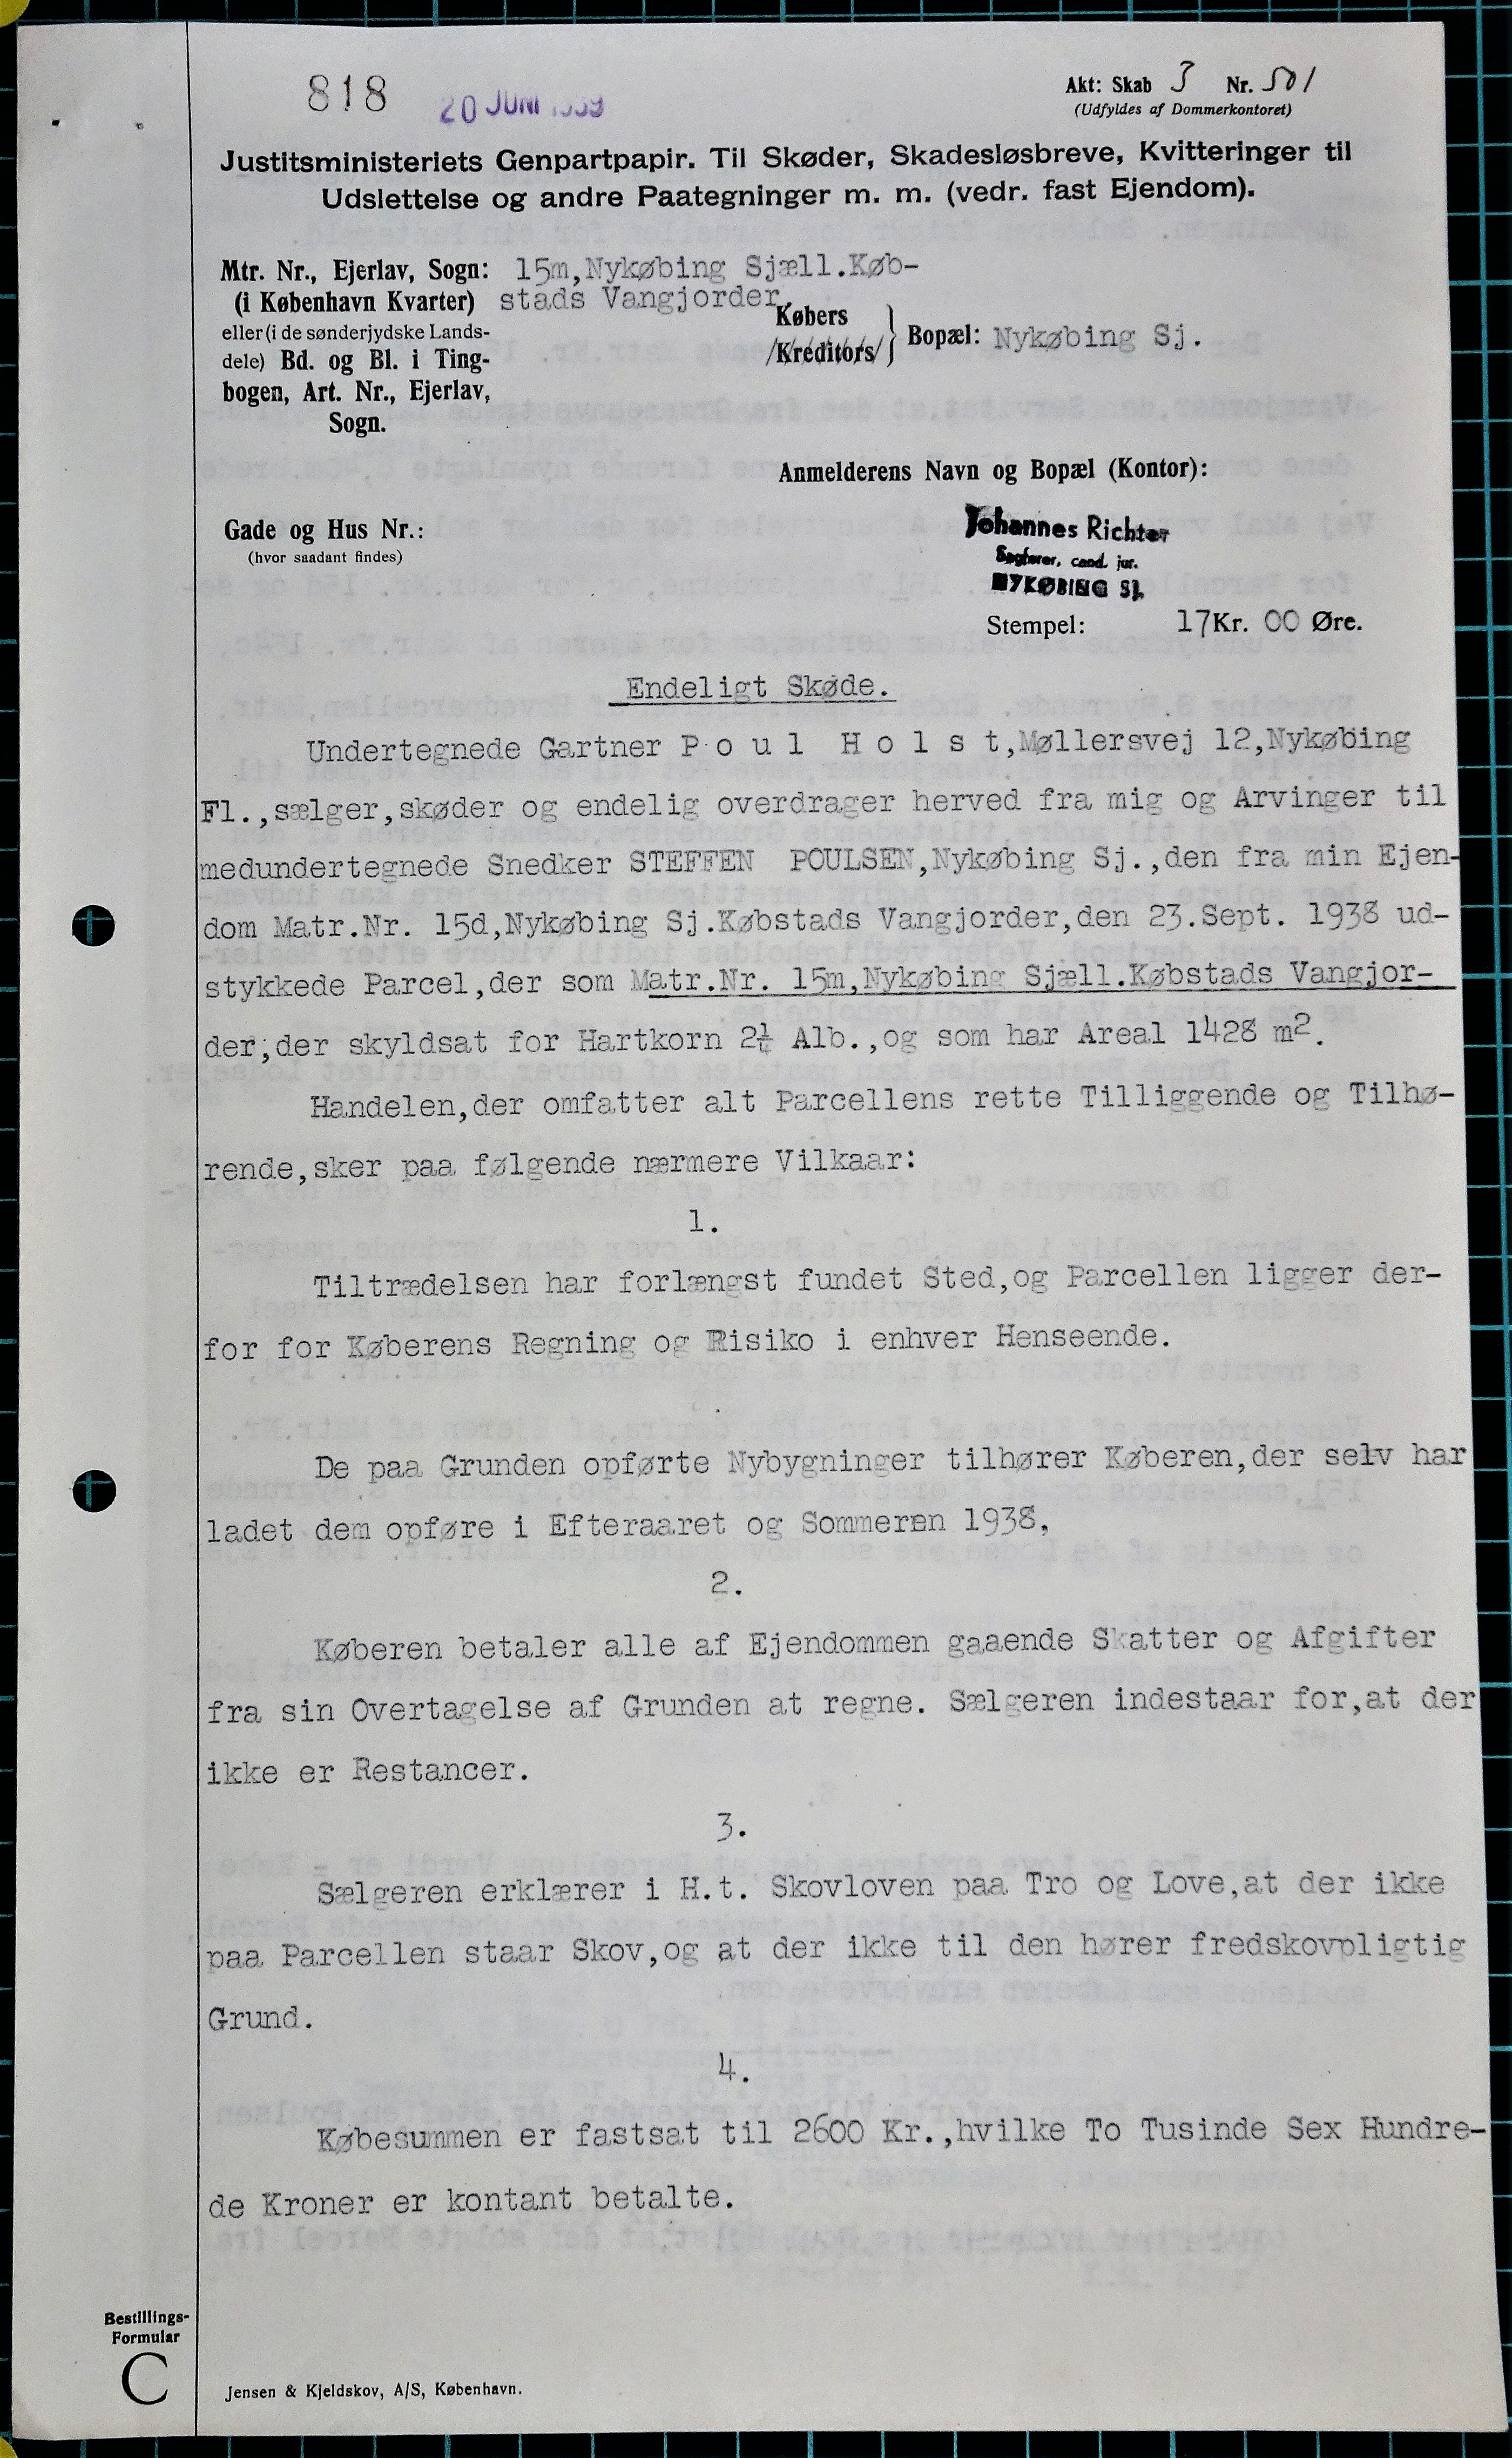 818 20 JUNI 1939
Akt: Skab 3 Nr. 501
(Udfyldes af Dommerkontoret)
Justitsministeriets Genpartpapir. Til Skøder, Skadesløsbreve, Kvitteringer til
Udslettelse og andre Paategninger m. m. (vedr. fast Ejendom).
Mtr. Nr., Ejerlav, Sogn: 15m,Nykøbing Sjæll.Køb-
(i København Kvarter) stads Vangjorder.
eller (i de sønderjydske Lands-
dele) Bd. og Bl. i Ting-
bogen, Art. Nr., Ejerlav,
Sogn.
Købers
Kreditors
Bopæl: Nykøbing Sj.
Anmelderens Navn og Bopæl (Kontor):
Gade og Hus Nr.:
(hvor saadant findes)
Johannes Richter
Sagfører, cand. jur.
NYKØBING SJ.
Stempel: 17 Kr. 00 Øre.
Endeligt Skøde.
Undertegnede Gartner P o u l H o l s t,Møllersvej 12,Nykøbing
Fl.,sælger,skøder og endelig overdrager herved fra mig og Arvinger til
medundertegnede Snedker STEFFEN POULSEN,Nykøbing Sj.,den fra min Ejen-
dom Matr.Nr. 15d,Nykøbing Sj.Købstads Vangjorder,den 23.Sept. 1938 ud-
stykkede Parcel,der som Matr.Nr. 15m,Nykøbing Sjæll.Købstads Vangjor-
der,der skyldsat for Hartkorn 2¼ Alb.,og som har Areal 1428 m2.
Handelen,der omfatter alt Parcellens rette Tilliggende og Tilhø-
rende,sker paa følgende nærmere Vilkaar:
1.
Tiltrædelsen har forlængst fundet Sted,og Parcellen ligger der-
for for Køberens Regning og Risiko i enhver Henseende.
De paa Grunden opførte Nybygninger tilhører Køberen,der selv har
ladet dem opføre i Efteraaret og Sommeren 1938,
2.
Køberen betaler alle af Ejendommen gaaende Skatter og Afgifter
fra sin Overtagelse af Grunden at regne. Sælgeren indestaar for,at der
ikke er Restancer.
3.
Sælgeren erklærer i H.t. Skovloven paa Tro og Love,at der ikke
paa Parcellen staar Skov,og at der ikke til den hører fredskovpligtig
Grund.
4.
Købesummen er fastsat til 2600 Kr.,hvilke To Tusinde Sex Hundre-
de Kroner er kontant betalte.
Bestillings-
Formular
C
Jensen & Kjeldskov, A/S, København.